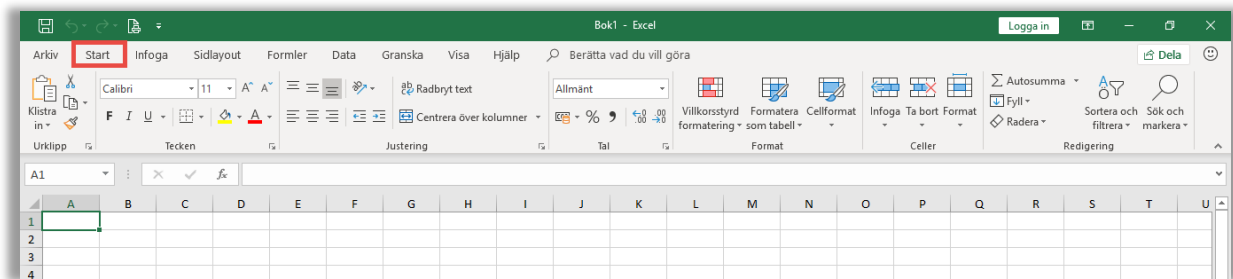 Bok1 - Excel
Logga in
Arkiv Start Infoga Sidlayout Formler Data Granska Visa Hjälp Berätta vad du vill göra Dela
Calibri 11 A A Radbryt text Allmänt Autosumma
Fyll
Klistra in F I U A Centrera över kolumner % 000 Villkorsstyrd formatering Formatera som tabell Cellformat Infoga Ta bort Format Radera Sortera och filtrera Sök och markera
Urklipp Tecken Justering Tal Format Celler Redigering
A1 fx
A B C D E F G H I J K L M N O P Q R S T U
1
2
3
4